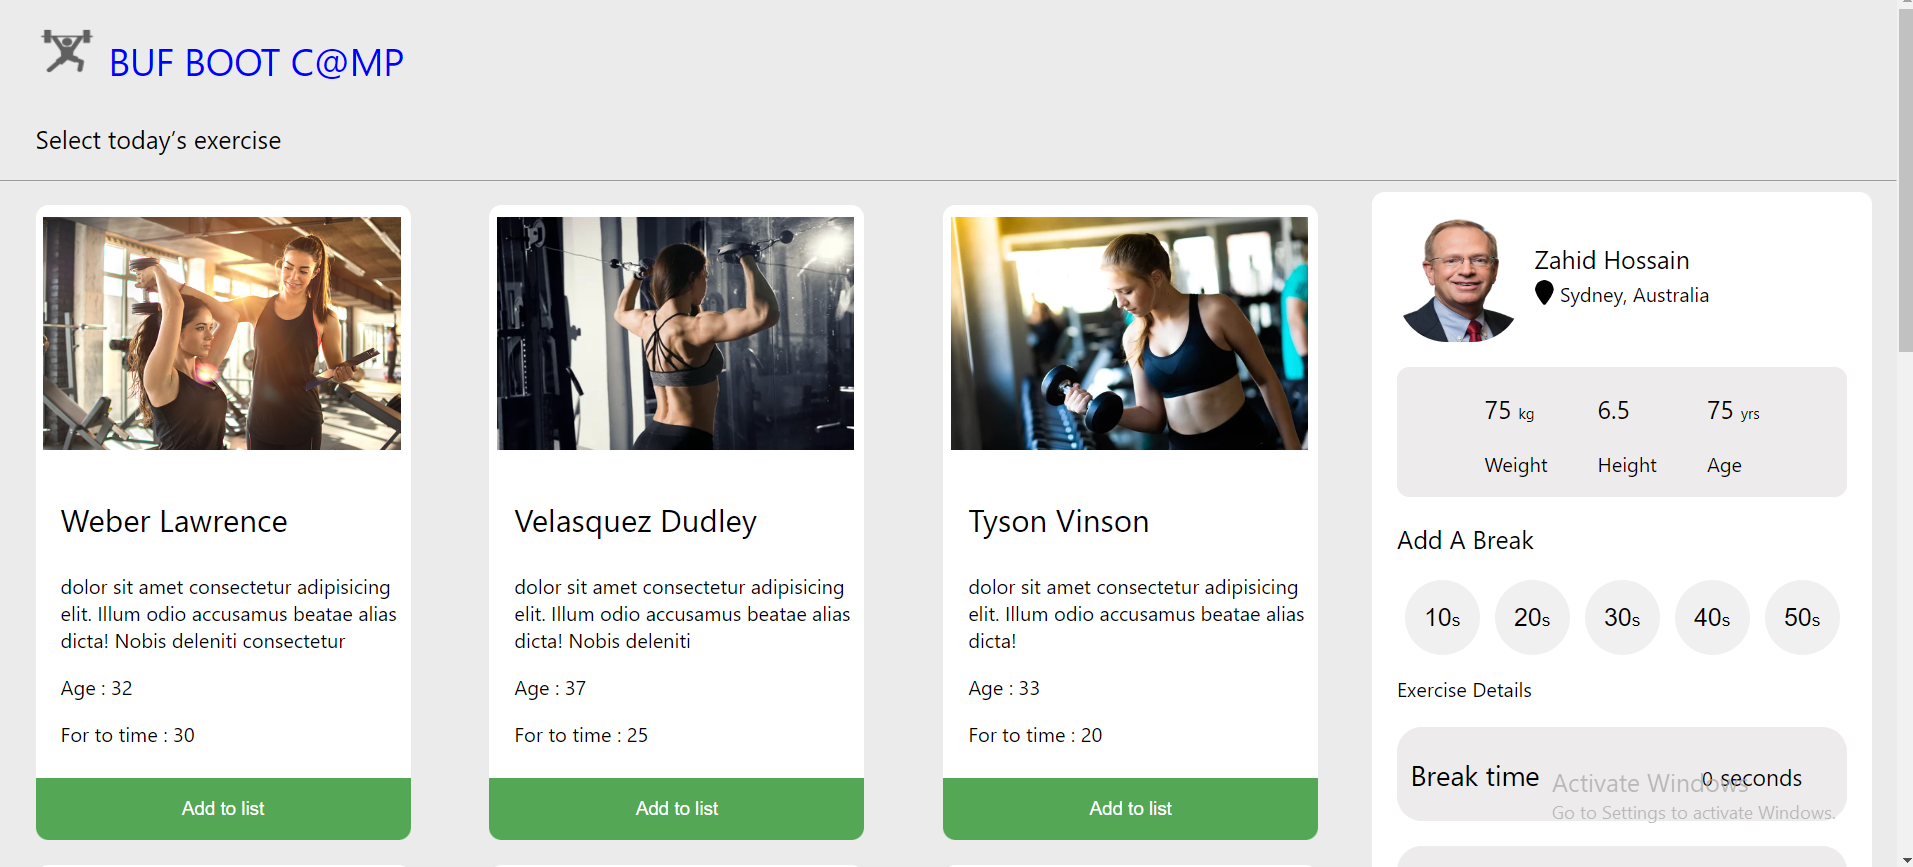 BUF BOOT C@MP
Select today’s exercise
Weber Lawrence
dolor sit amet consectetur adipisicing
elit. Illum odio accusamus beatae alias
dicta! Nobis deleniti consectetur
Age : 32
For to time : 30
Add to list
Velasquez Dudley
dolor sit amet consectetur adipisicing
elit. Illum odio accusamus beatae alias
dicta! Nobis deleniti
Age : 37
For to time : 25
Add to list
Tyson Vinson
dolor sit amet consectetur adipisicing
elit. Illum odio accusamus beatae alias
dicta!
Age : 33
For to time : 20
Add to list
Zahid Hossain
Sydney, Australia
75 kg 6.5 75 yrs
Weight Height Age
Add A Break
10s 20s 30s 40s 50s
Exercise Details
Break time 0 seconds
Activate Windows
Go to Settings to activate Windows.